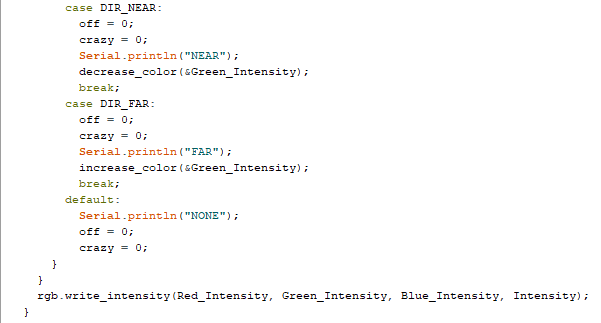 case DIR_NEAR:
off = 0;
crazy = 0;
Serial.println("NEAR");
decrease_color(&Green_Intensity);
break;
case DIR_FAR:
off = 0;
crazy = 0;
Serial.println("FAR");
increase_color(&Green_Intensity);
break;
default:
Serial.println("NONE");
off = 0;
crazy = 0;
}
}
rgb.write_intensity(Red_Intensity, Green_Intensity, Blue_Intensity, Intensity);
}